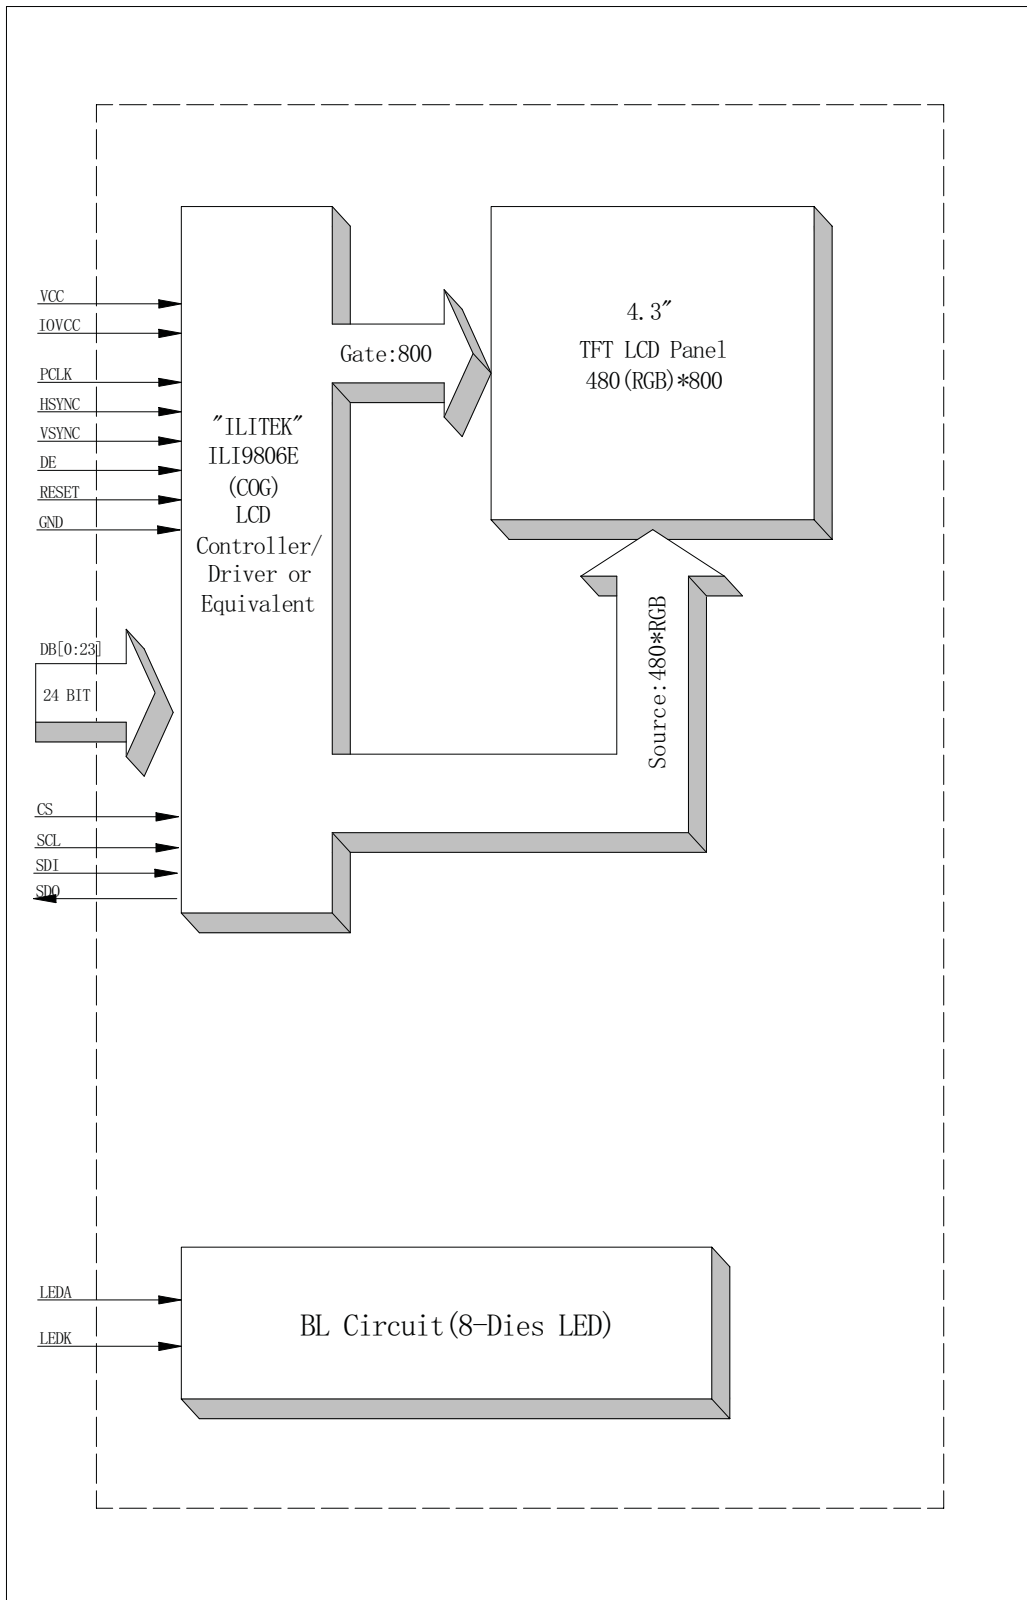 VCC
IOVCC
PCLK
HSYNC
VSYNC
DE
RESET
GND
DB[0:23]
24 BIT
CS
SCL
SDI
SDO
"ILITEK"
ILI9806E
(COG)
LCD
Controller/
Driver or
Equivalent
Gate:800
4.3"
TFT LCD Panel
480(RGB)*800
Source:480*RGB
LEDA
LEDK
BL Circuit(8-Dies LED)